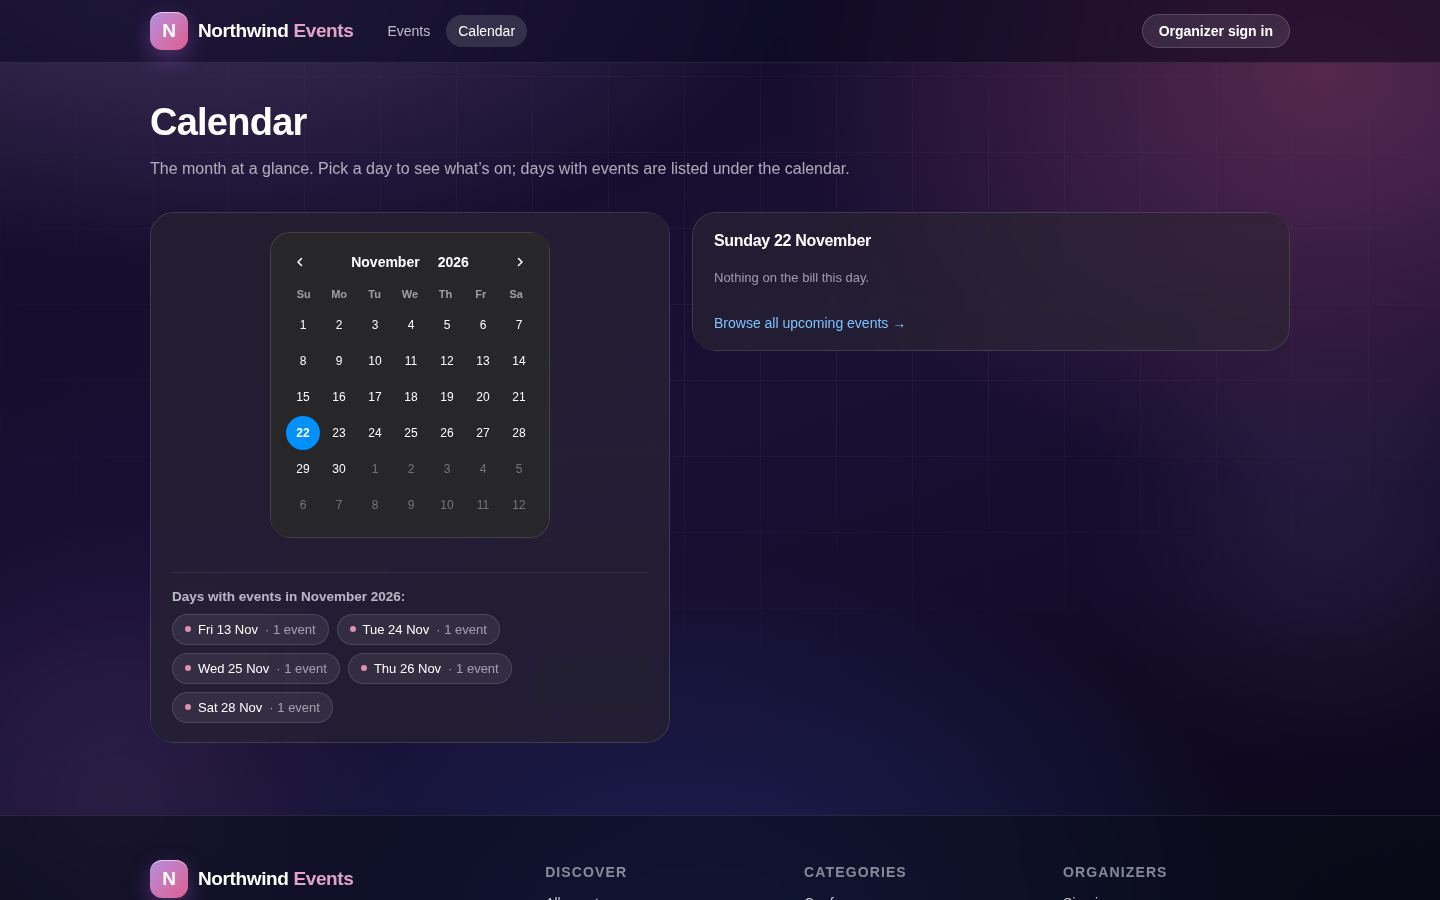 N Northwind Events Events Calendar Organizer sign in
Calendar
The month at a glance. Pick a day to see what’s on; days with events are listed under the calendar.
November 2026
Su Mo Tu We Th Fr Sa
1 2 3 4 5 6 7
8 9 10 11 12 13 14
15 16 17 18 19 20 21
22 23 24 25 26 27 28
29 30 1 2 3 4 5
6 7 8 9 10 11 12
Days with events in November 2026:
Fri 13 Nov · 1 event Tue 24 Nov · 1 event
Wed 25 Nov · 1 event Thu 26 Nov · 1 event
Sat 28 Nov · 1 event
Sunday 22 November
Nothing on the bill this day.
Browse all upcoming events →
N Northwind Events
DISCOVER CATEGORIES ORGANIZERS